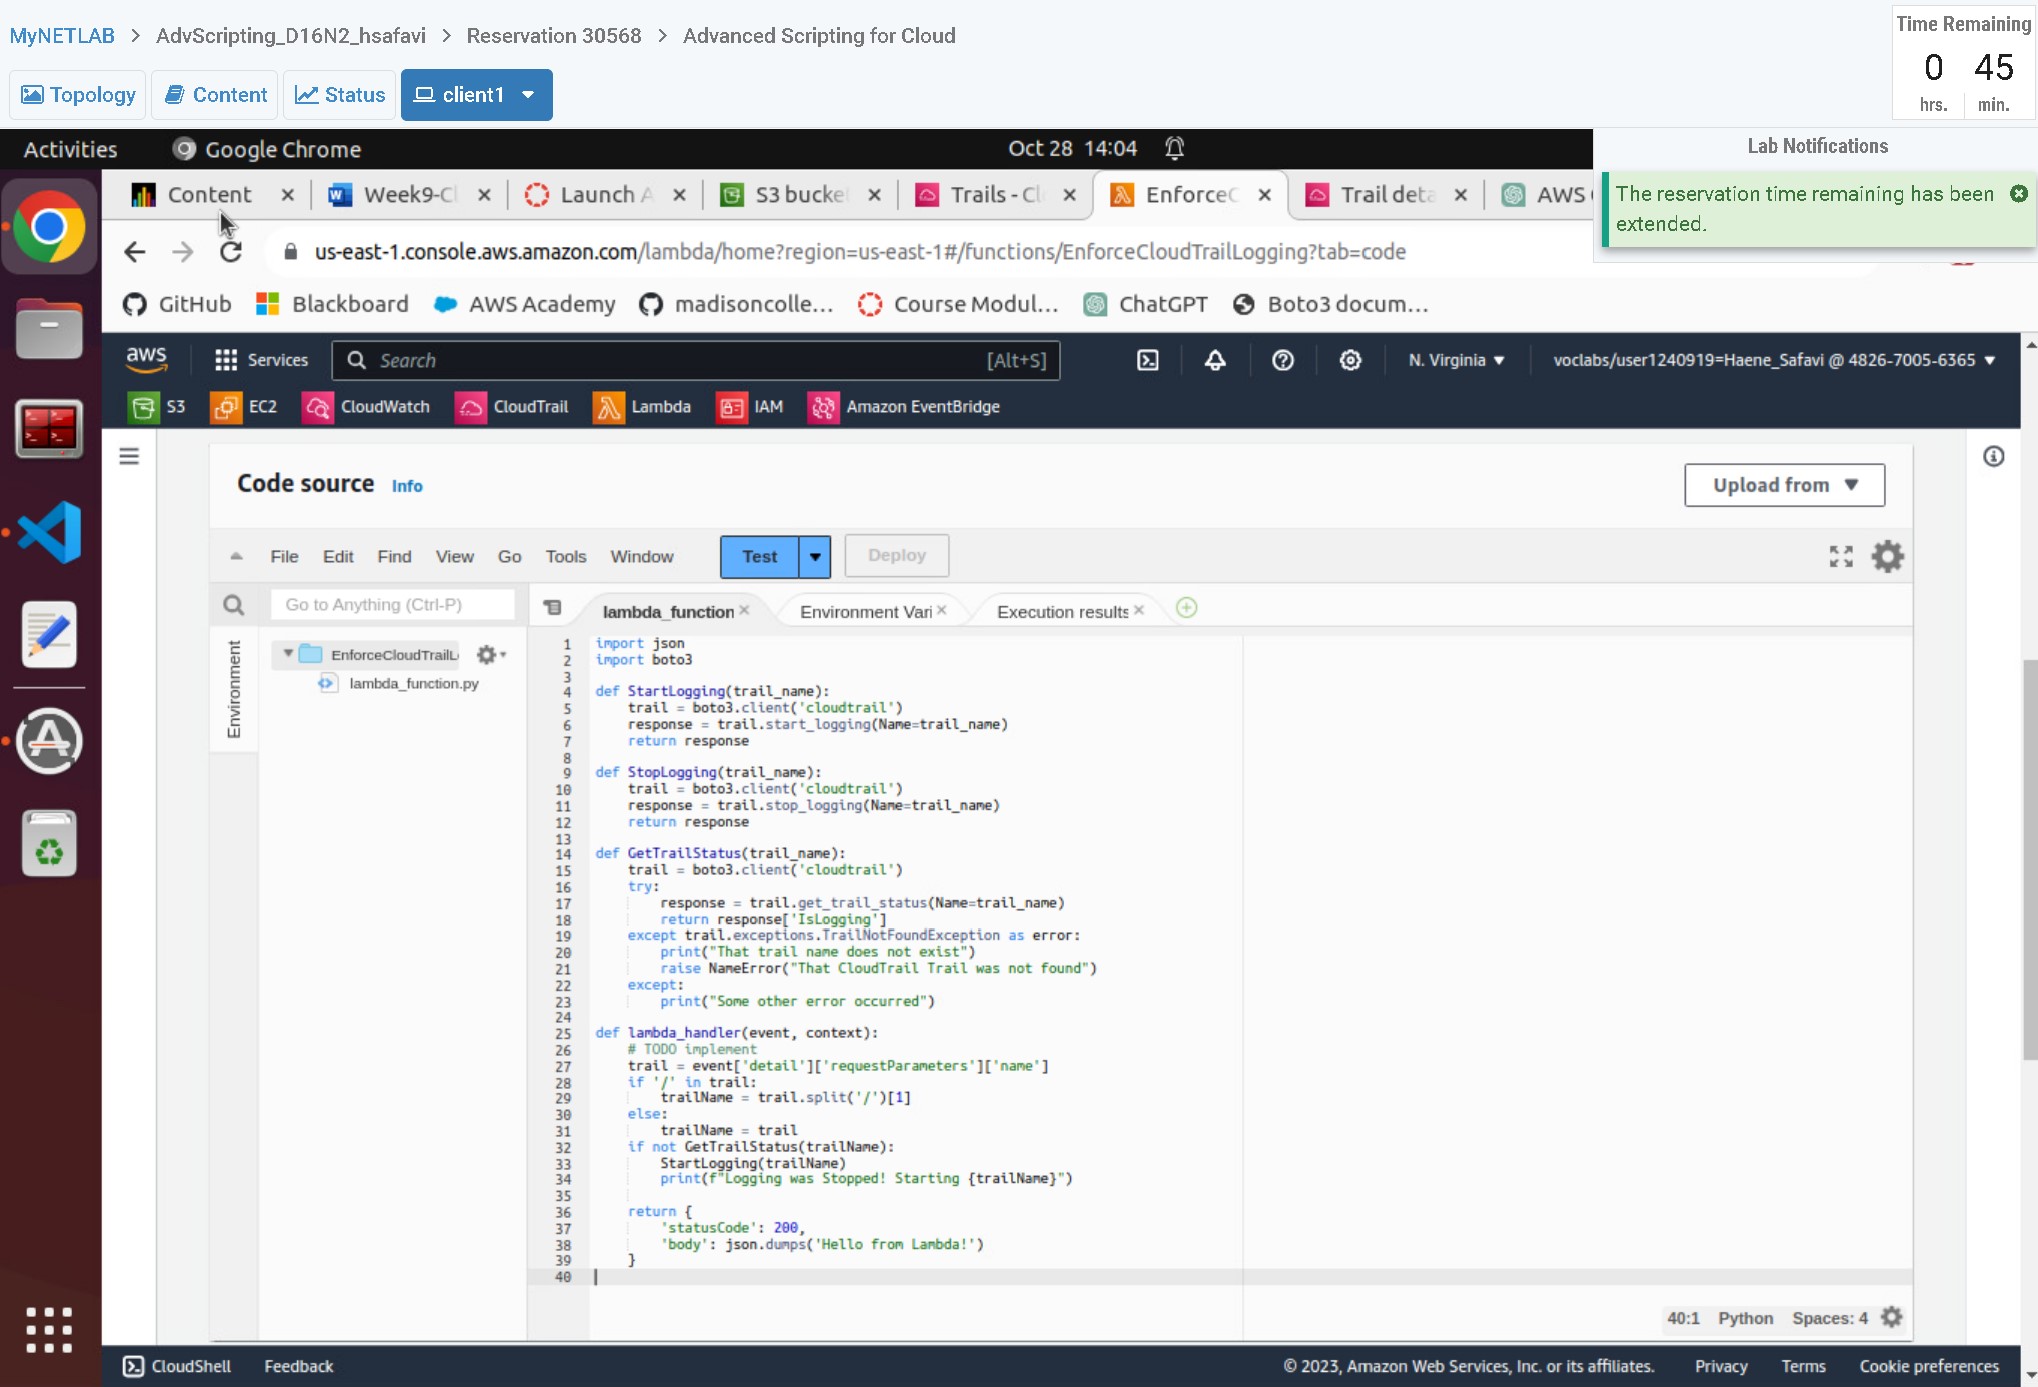 MyNETLAB > AdvScripting_D16N2_hsafavi > Reservation 30568 > Advanced Scripting for Cloud
Time Remaining
0 45
hrs. min.
Topology Content Status client1
Activities Google Chrome Oct 28 14:04
Lab Notifications
The reservation time remaining has been
extended.
Content Week9-Cl Launch A S3 bucke Trails - Cl EnforceC Trail deta AWS
us-east-1.console.aws.amazon.com/lambda/home?region=us-east-1#/functions/EnforceCloudTrailLogging?tab=code
GitHub Blackboard AWS Academy madisoncolle... Course Modul... ChatGPT Boto3 docum...
aws Services Search [Alt+S] N. Virginia voclabs/user1240919=Haene_Safavi @ 4826-7005-6365
S3 EC2 CloudWatch CloudTrail Lambda IAM Amazon EventBridge
Code source Info Upload from
File Edit Find View Go Tools Window Test Deploy
Go to Anything (Ctrl-P) lambda_function Environment Vari Execution results
Environment
EnforceCloudTrailL
lambda_function.py
1 import json
2 import boto3
3
4 def StartLogging(trail_name):
5 trail = boto3.client('cloudtrail')
6 response = trail.start_logging(Name=trail_name)
7 return response
8
9 def StopLogging(trail_name):
10 trail = boto3.client('cloudtrail')
11 response = trail.stop_logging(Name=trail_name)
12 return response
13
14 def GetTrailStatus(trail_name):
15 trail = boto3.client('cloudtrail')
16 try:
17 response = trail.get_trail_status(Name=trail_name)
18 return response['IsLogging']
19 except trail.exceptions.TrailNotFoundException as error:
20 print("That trail name does not exist")
21 raise NameError("That CloudTrail Trail was not found")
22 except:
23 print("Some other error occurred")
24
25 def lambda_handler(event, context):
26 # TODO implement
27 trail = event['detail']['requestParameters']['name']
28 if '/' in trail:
29 trailName = trail.split('/')[1]
30 else:
31 trailName = trail
32 if not GetTrailStatus(trailName):
33 StartLogging(trailName)
34 print(f"Logging was Stopped! Starting {trailName}")
35
36 return {
37 'statusCode': 200,
38 'body': json.dumps('Hello from Lambda!')
39 }
40
40:1 Python Spaces: 4
CloudShell Feedback © 2023, Amazon Web Services, Inc. or its affiliates. Privacy Terms Cookie preferences